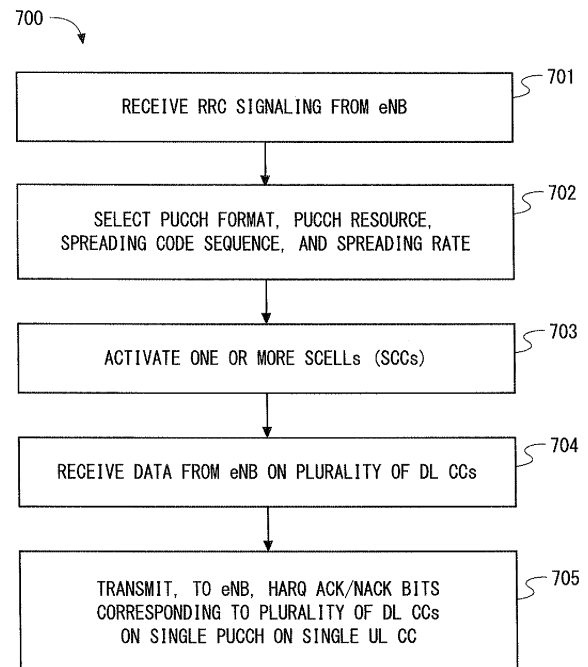 700
701
RECEIVE RRC SIGNALING FROM eNB
702
SELECT PUCCH FORMAT, PUCCH RESOURCE,
SPREADING CODE SEQUENCE, AND SPREADING RATE
703
ACTIVATE ONE OR MORE SCELLs (SCCs)
704
RECEIVE DATA FROM eNB ON PLURALITY OF DL CCs
705
TRANSMIT, TO eNB, HARQ ACK/NACK BITS
CORRESPONDING TO PLURALITY OF DL CCs
ON SINGLE PUCCH ON SINGLE UL CC